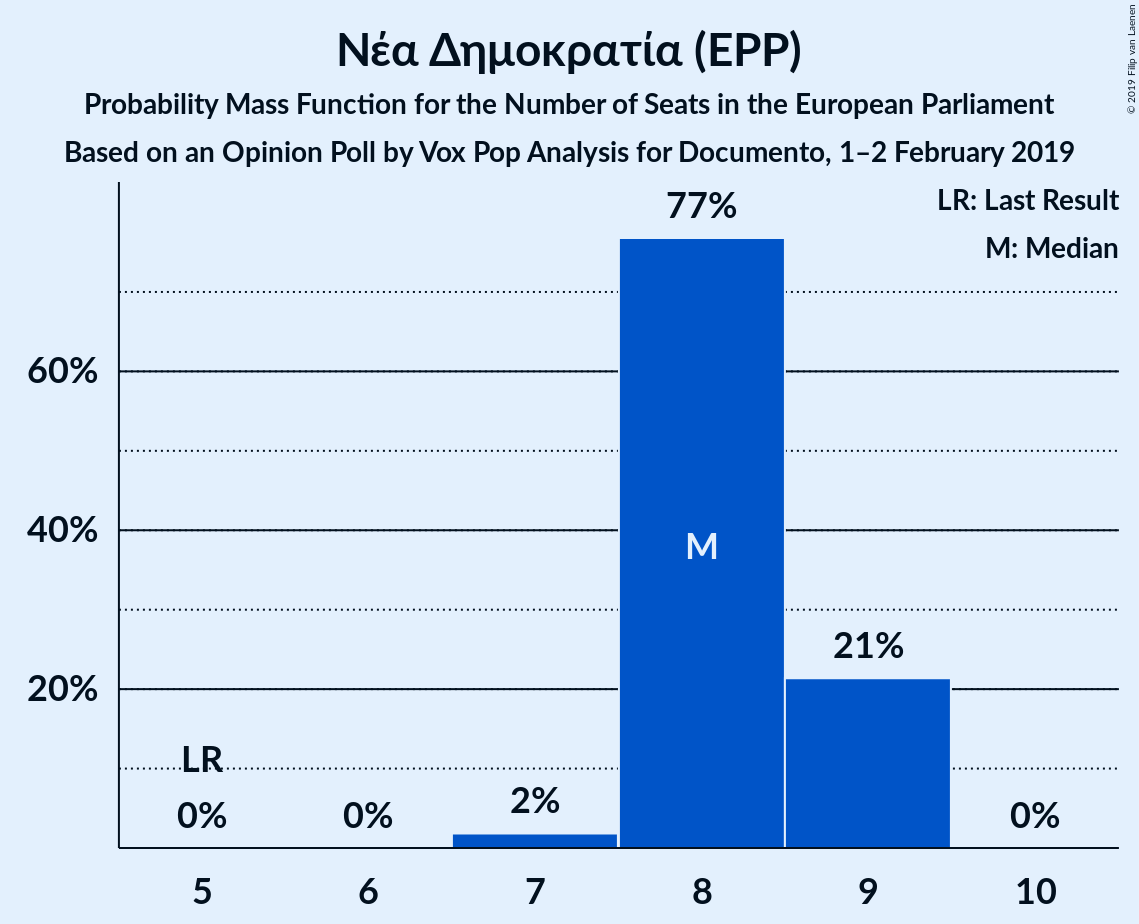 Νέα Δημοκρατία (EPP)
Probability Mass Function for the Number of Seats in the European Parliament
Based on an Opinion Poll by Vox Pop Analysis for Documento, 1–2 February 2019
© 2019 Filip van Laenen
LR: Last Result
M: Median
77%
60%
40%
M
21%
20%
LR
2%
0%
0%
0%
5
6
7
8
9
10